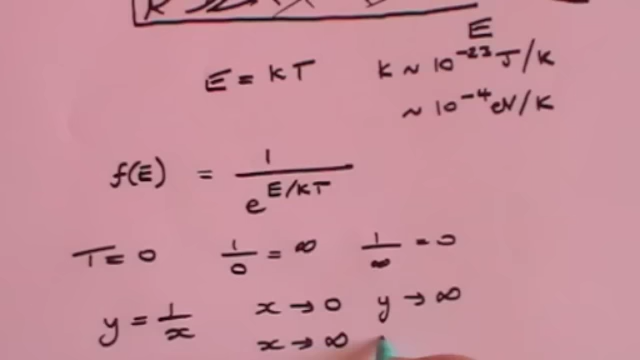 E
E = kT k ~ 10⁻²³ J/K
~ 10⁻⁴ eV/K
f(E) = 1 / e^(E/kT)
T = 0 1/0 = ∞ 1/∞ = 0
y = 1/x x → 0 y → ∞
x → ∞